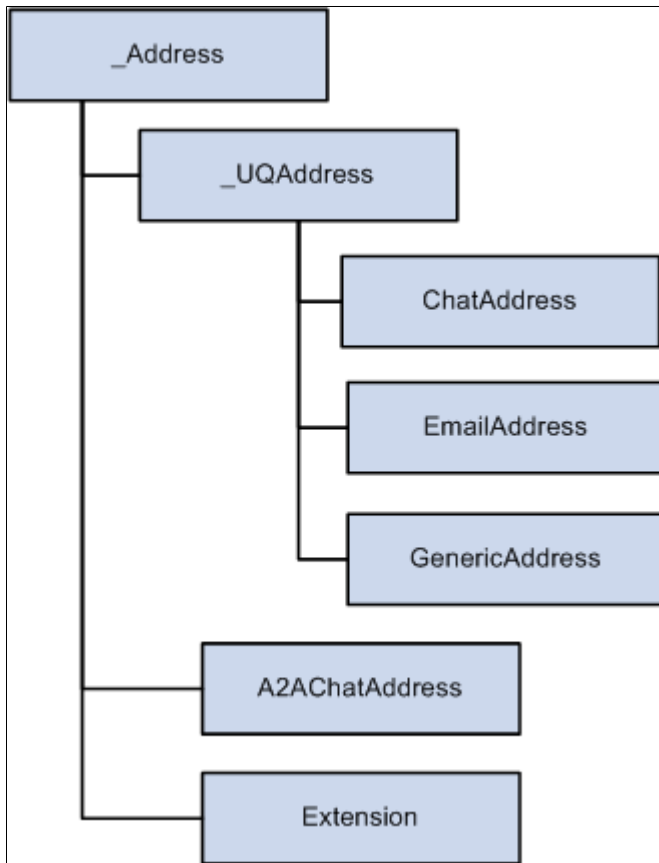 _Address
_UQAddress
ChatAddress
EmailAddress
GenericAddress
A2AChatAddress
Extension